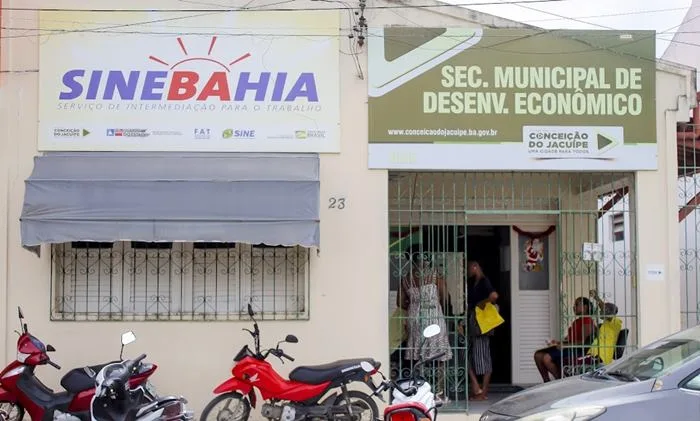 SINEBAHIA
SERVIÇO DE INTERMEDIAÇÃO PARA O TRABALHO
CONCEIÇÃO DO JACUÍPE
FAT
SINE
BRASIL
23
SEC. MUNICIPAL DE
DESENV. ECONÔMICO
www.conceicaodojacuipe.ba.gov.br
CONCEIÇÃO
DO JACUÍPE
UMA CIDADE PARA TODOS